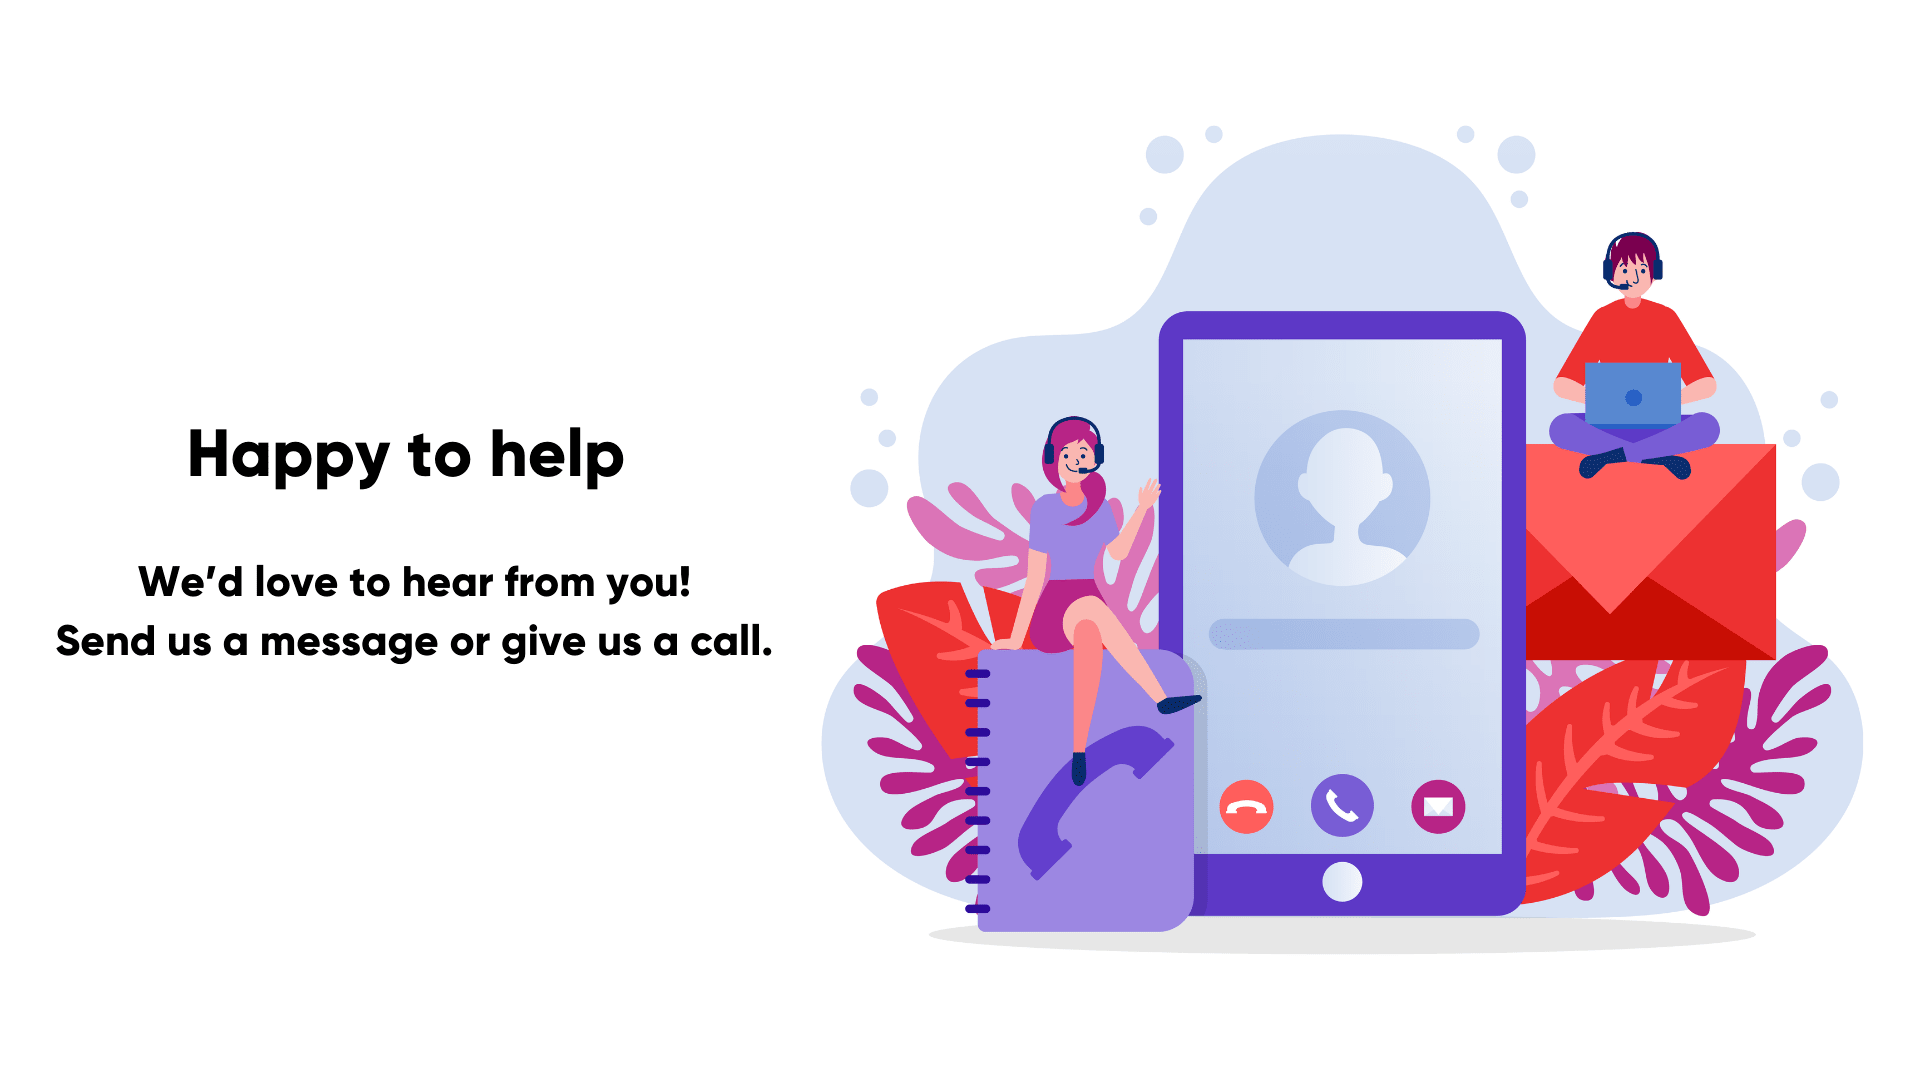 Happy to help
We’d love to hear from you!
Send us a message or give us a call.